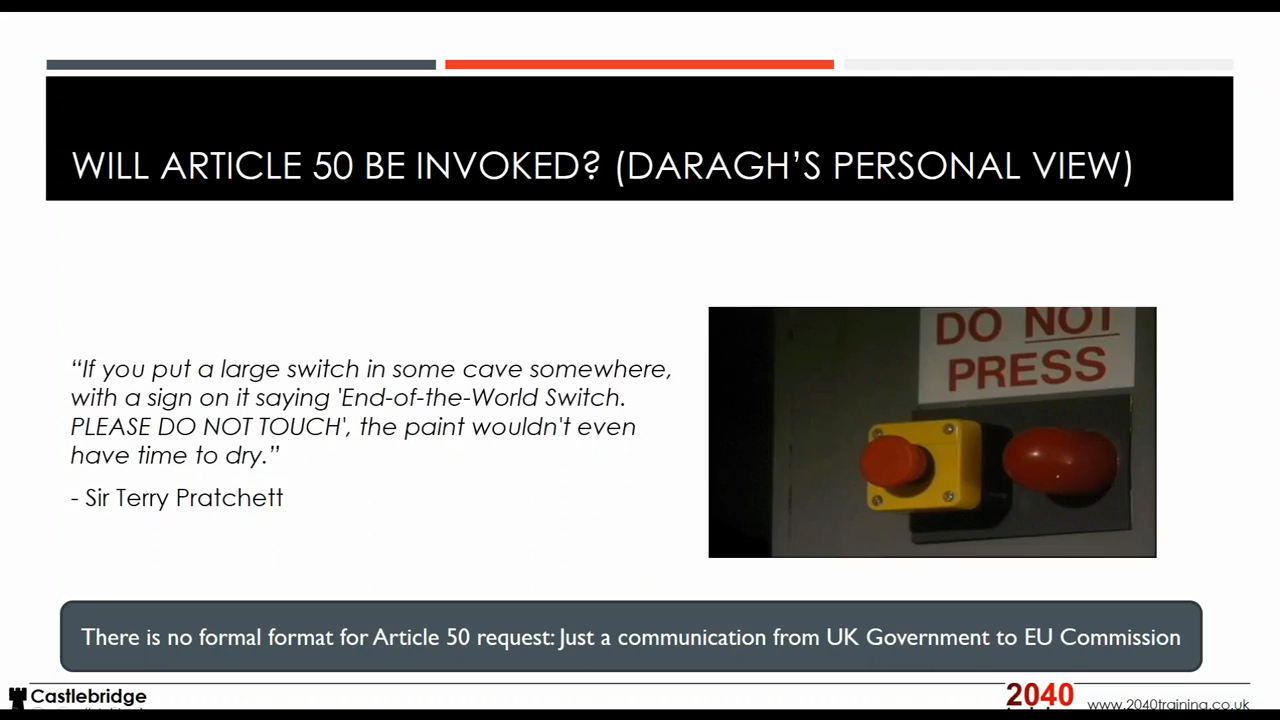 WILL ARTICLE 50 BE INVOKED? (DARAGH’S PERSONAL VIEW)
“If you put a large switch in some cave somewhere,
with a sign on it saying 'End-of-the-World Switch.
PLEASE DO NOT TOUCH', the paint wouldn't even
have time to dry.”
- Sir Terry Pratchett
DO NOT
PRESS
There is no formal format for Article 50 request: Just a communication from UK Government to EU Commission
Castlebridge
2040
www.2040training.co.uk